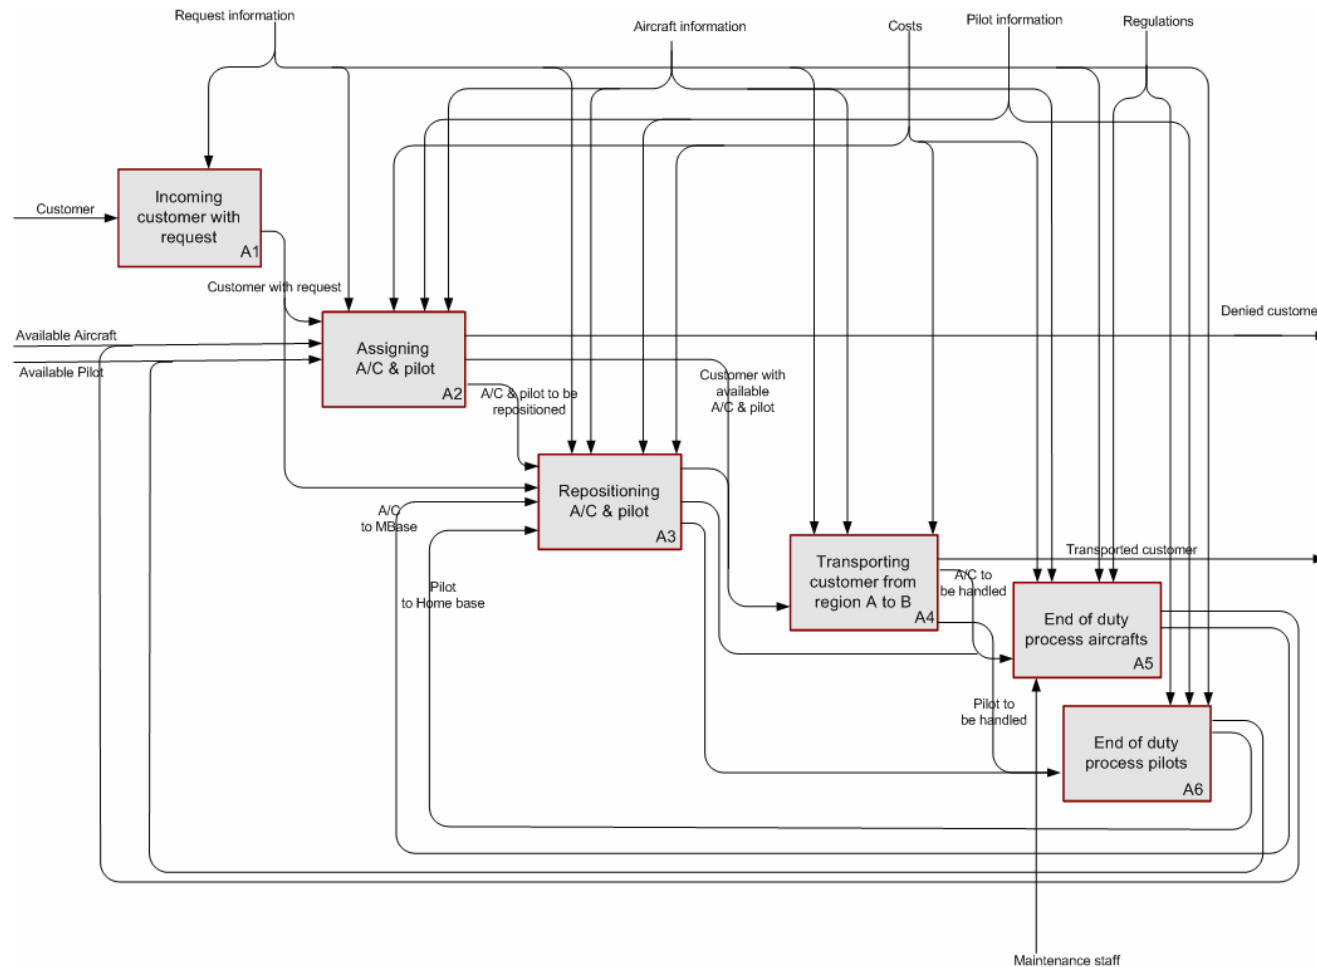 Request information
Aircraft information
Costs
Pilot information
Regulations
Customer
Incoming
customer with
request
A1
Customer with request
Available Aircraft
Available Pilot
Assigning
A/C & pilot
A2
Denied custome
A/C & pilot to be
repositioned
Customer with
available
A/C & pilot
Repositioning
A/C & pilot
A3
A/C
to MBase
Pilot
to Home base
Transporting
customer from
region A to B
A4
Transported customer
A/C to
be handled
End of duty
process aircrafts
A5
Pilot to
be handled
End of duty
process pilots
A6
Maintenance staff